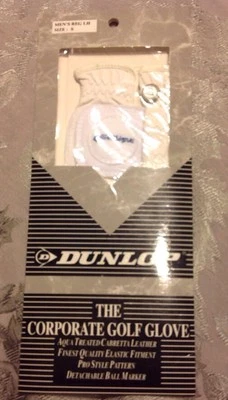 MEN'S REG LH
SIZE : S
DUNLOP
THE
CORPORATE GOLF GLOVE
AQUA TREATED CABRETTA LEATHER
FINEST QUALITY ELASTIC FITMENT
PRO STYLE PATTERN
DETACHABLE BALL MARKER